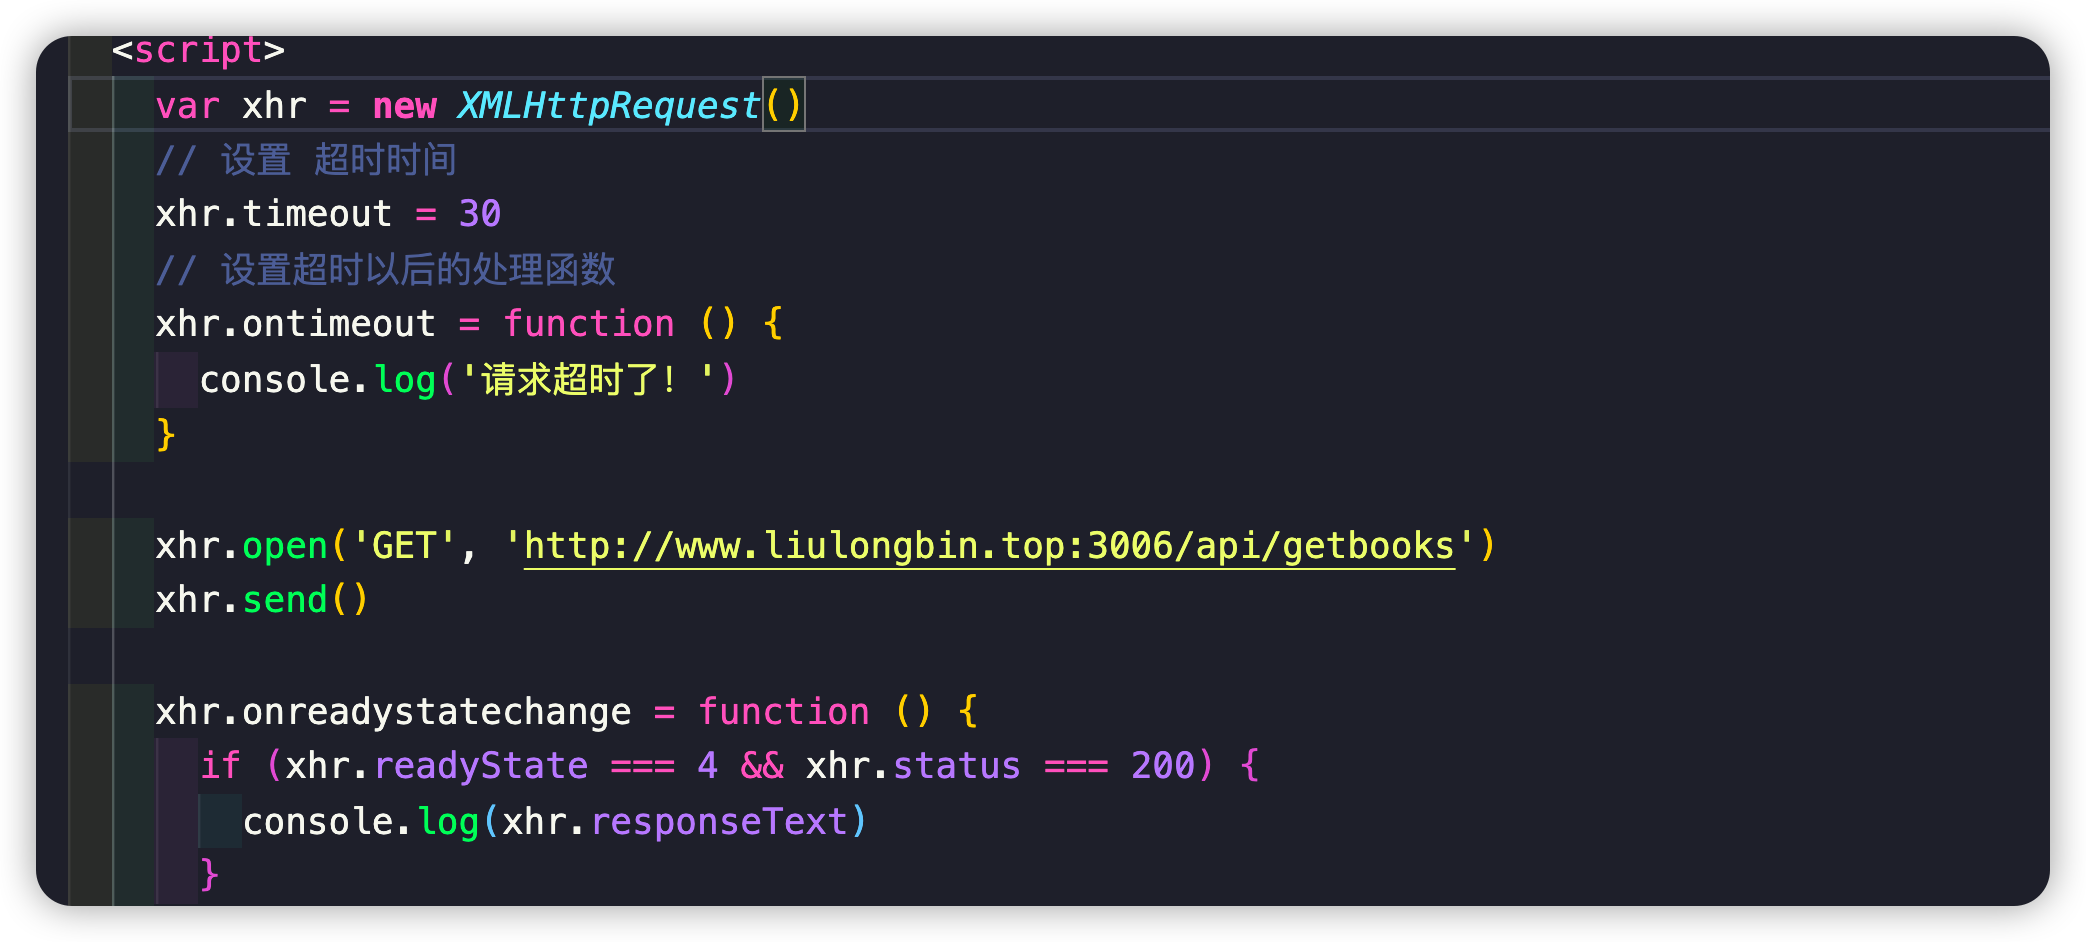 <script>
var xhr = new XMLHttpRequest()
// 设置 超时时间
xhr.timeout = 30
// 设置超时以后的处理函数
xhr.ontimeout = function () {
console.log('请求超时了！')
}
xhr.open('GET', 'http://www.liulongbin.top:3006/api/getbooks')
xhr.send()
xhr.onreadystatechange = function () {
if (xhr.readyState === 4 && xhr.status === 200) {
console.log(xhr.responseText)
}